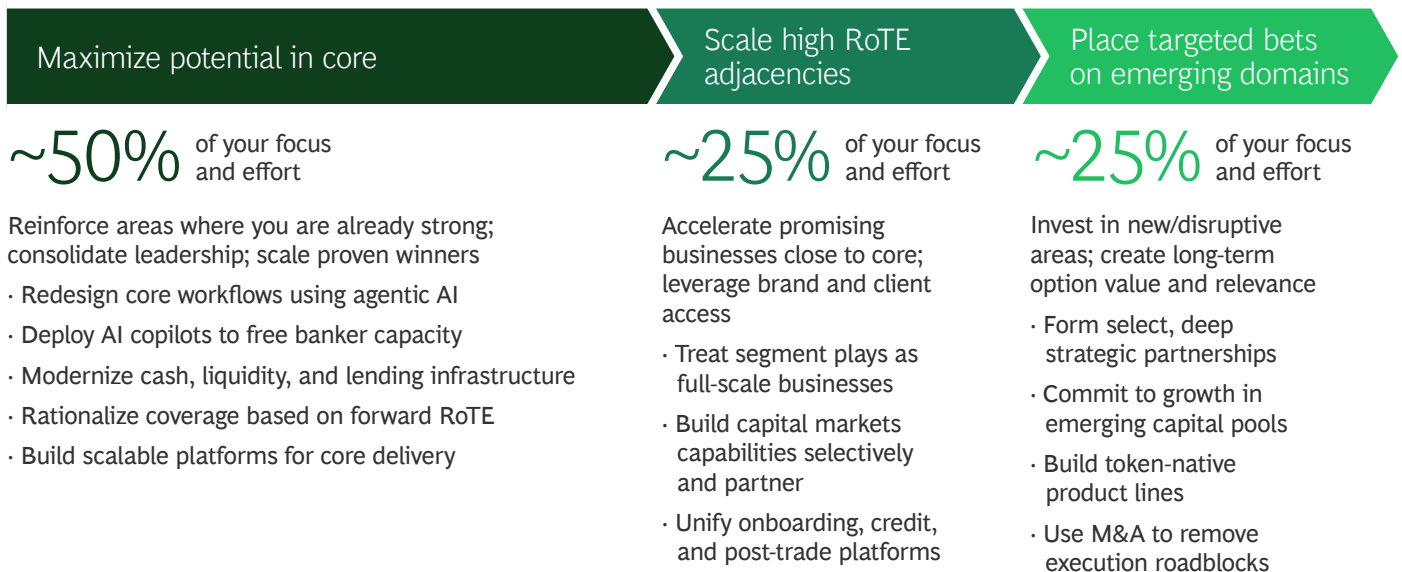 Maximize potential in core
~50% of your focus
and effort
Reinforce areas where you are already strong;
consolidate leadership; scale proven winners
· Redesign core workflows using agentic AI
· Deploy AI copilots to free banker capacity
· Modernize cash, liquidity, and lending infrastructure
· Rationalize coverage based on forward RoTE
· Build scalable platforms for core delivery
Scale high RoTE
adjacencies
~25% of your focus
and effort
Accelerate promising
businesses close to core;
leverage brand and client
access
· Treat segment plays as
full-scale businesses
· Build capital markets
capabilities selectively
and partner
· Unify onboarding, credit,
and post-trade platforms
Place targeted bets
on emerging domains
~25% of your focus
and effort
Invest in new/disruptive
areas; create long-term
option value and relevance
· Form select, deep
strategic partnerships
· Commit to growth in
emerging capital pools
· Build token-native
product lines
· Use M&A to remove
execution roadblocks